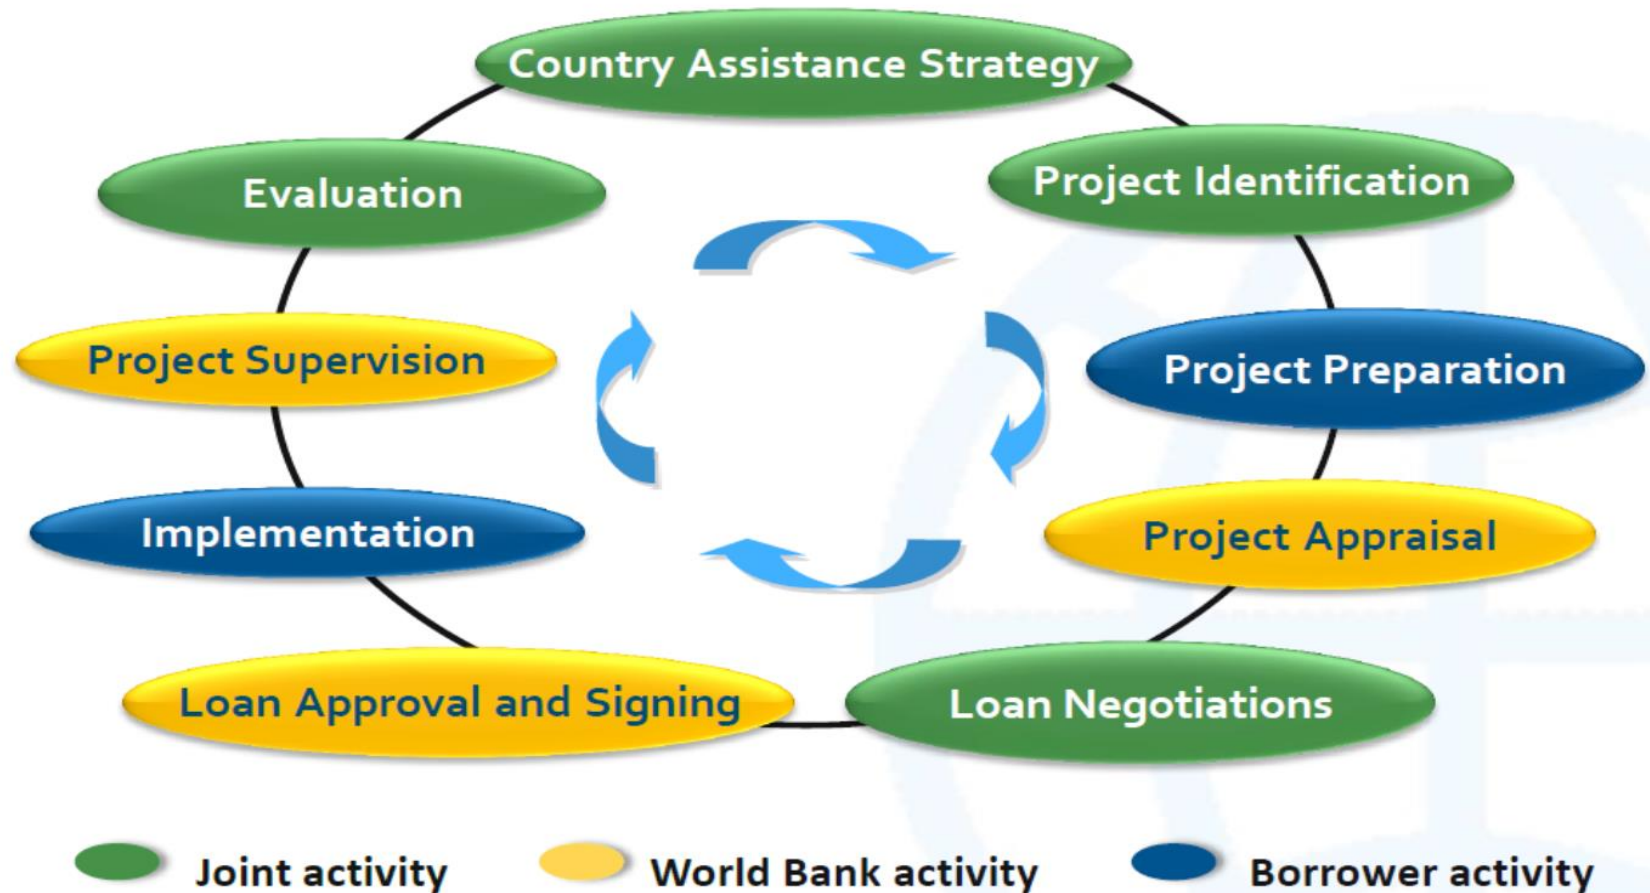 Country Assistance Strategy
Project Identification
Project Preparation
Project Appraisal
Loan Negotiations
Loan Approval and Signing
Implementation
Project Supervision
Evaluation
Joint activity
World Bank activity
Borrower activity